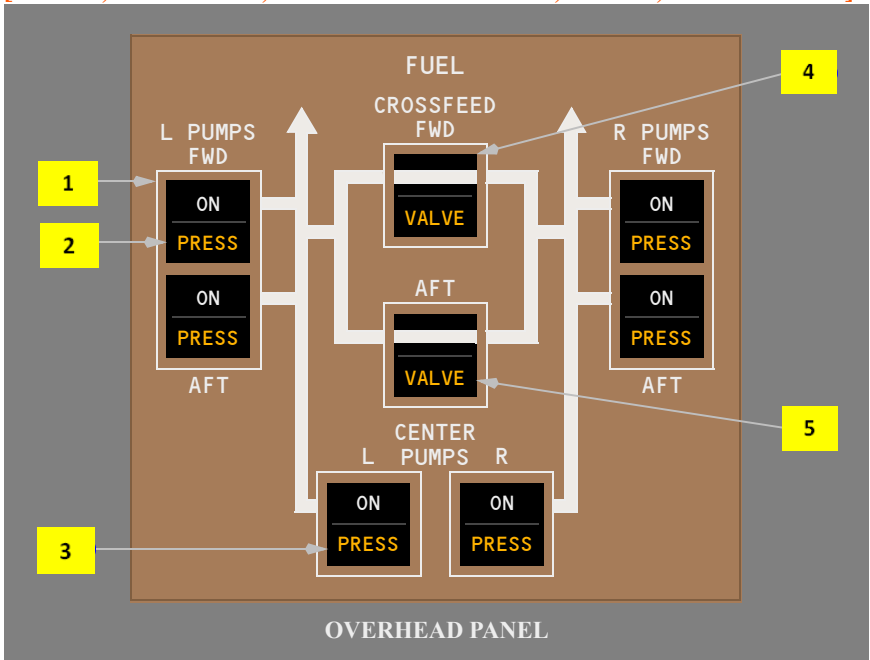 FUEL
4
CROSSFEED
FWD
L PUMPS
FWD
R PUMPS
FWD
1
ON
PRESS
2
ON
PRESS
AFT
VALVE
AFT
VALVE
ON
PRESS
ON
PRESS
AFT
5
CENTER
L PUMPS R
ON
PRESS
ON
PRESS
3
OVERHEAD PANEL